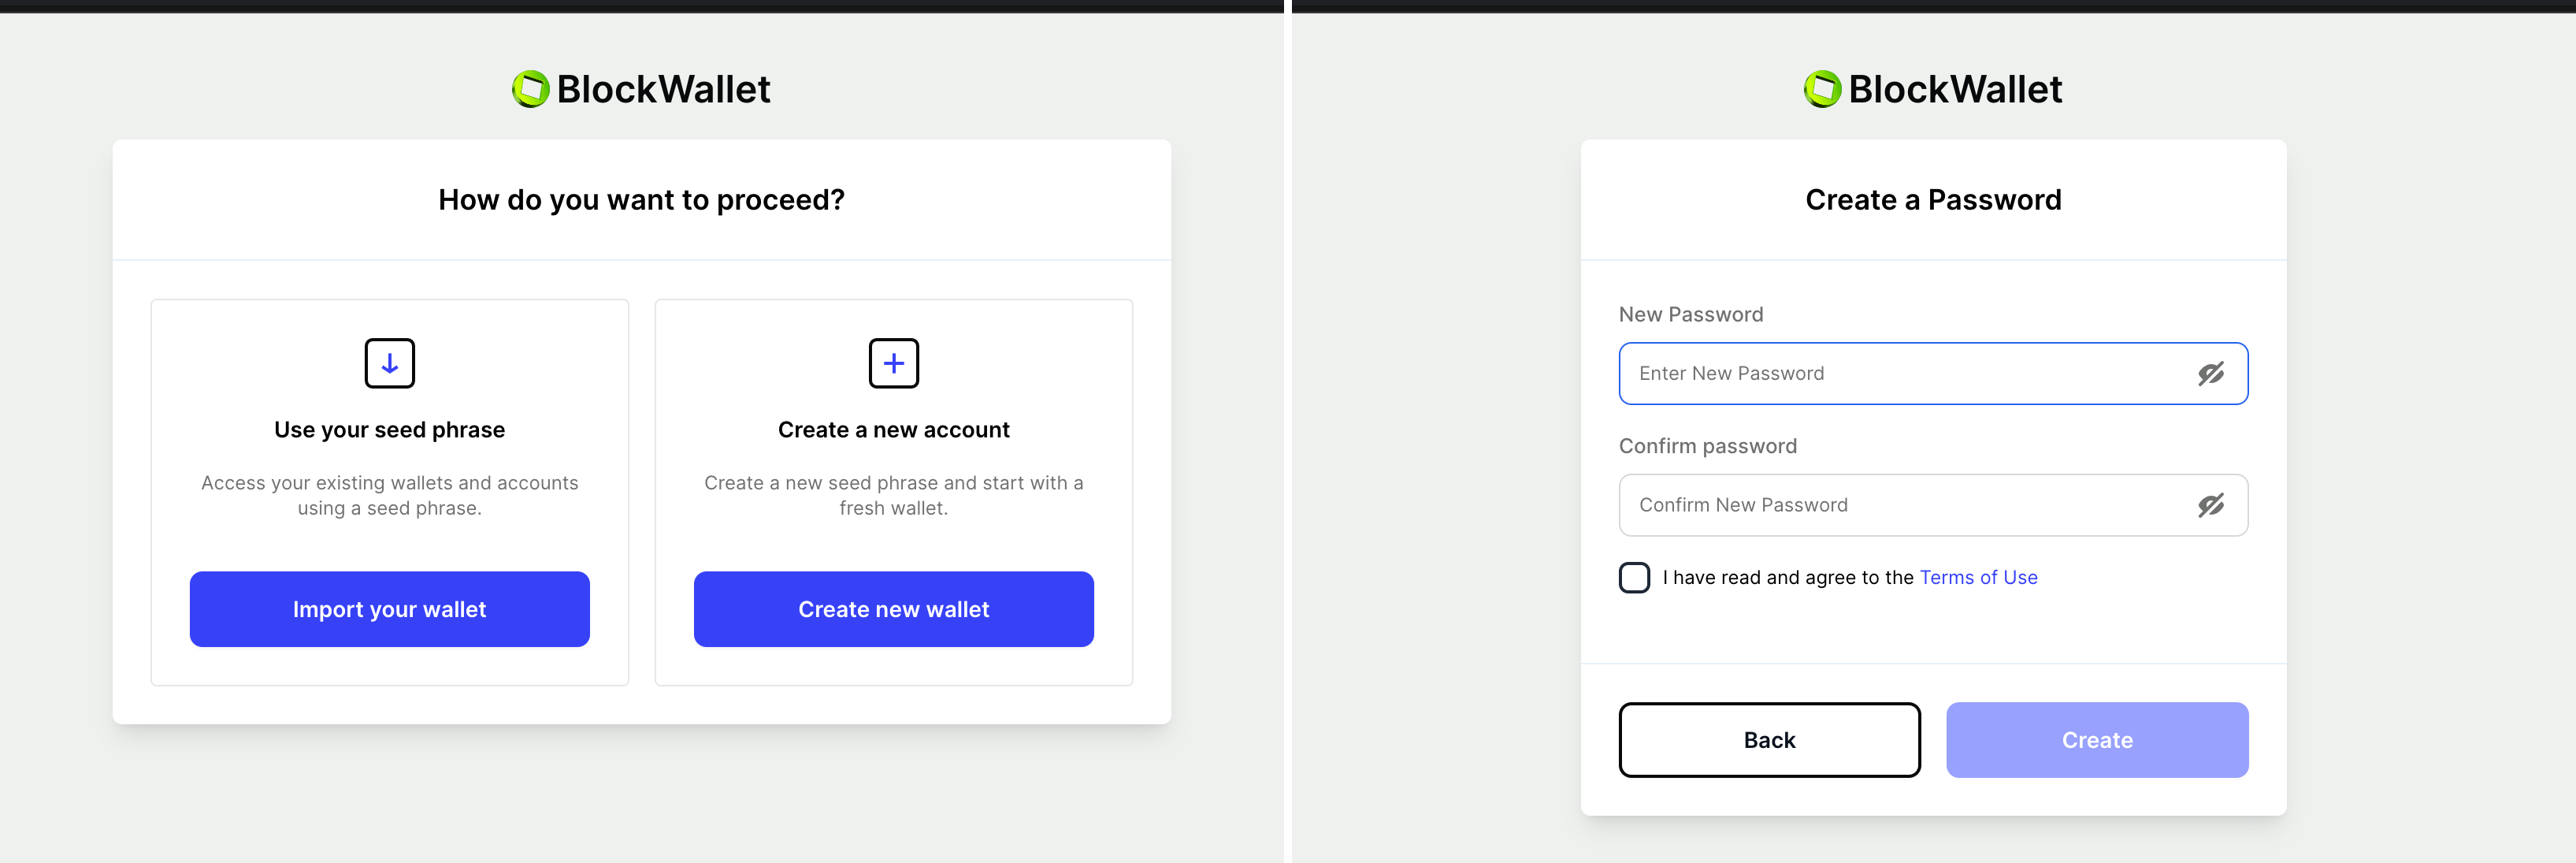 BlockWallet
How do you want to proceed?
Use your seed phrase
Access your existing wallets and accounts
using a seed phrase.
Import your wallet
Create a new account
Create a new seed phrase and start with a
fresh wallet.
Create new wallet
BlockWallet
Create a Password
New Password
Enter New Password
Confirm password
Confirm New Password
I have read and agree to the Terms of Use
Back
Create